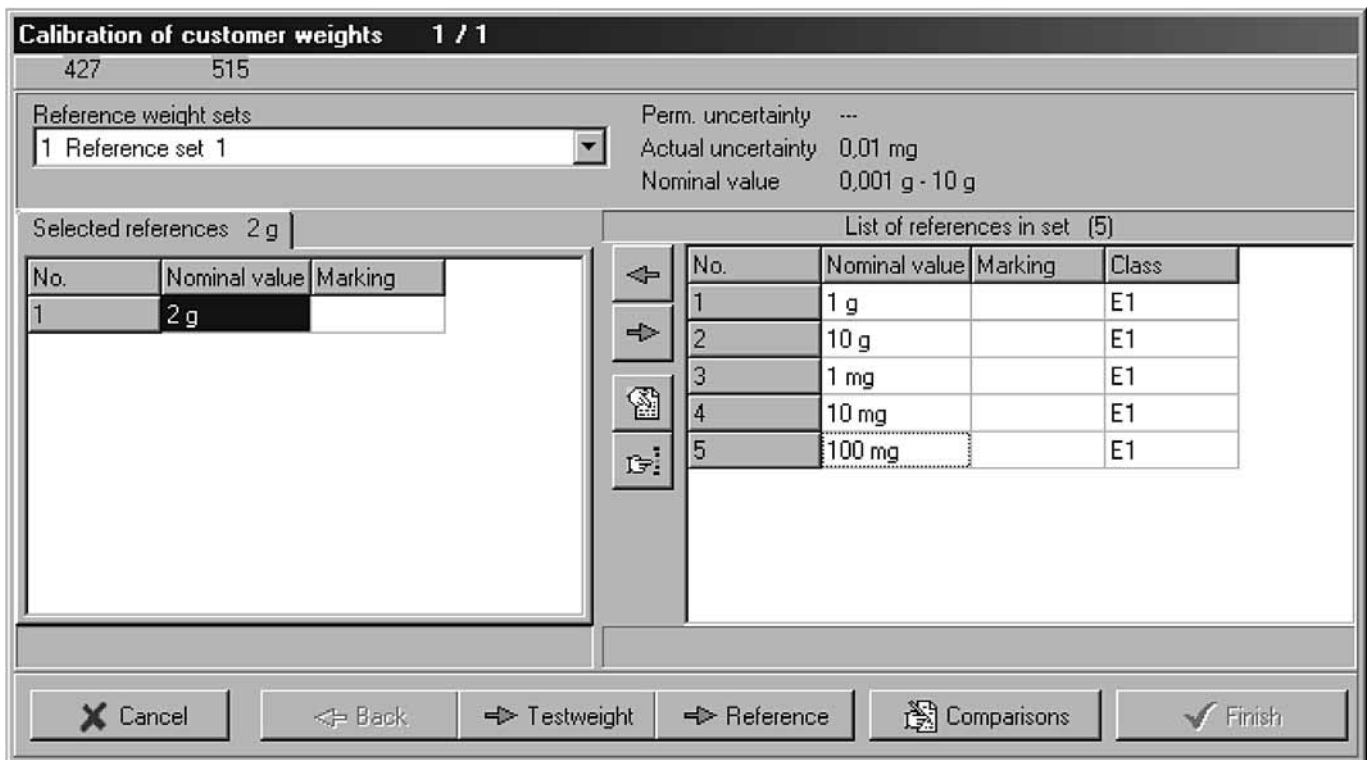 Calibration of customer weights 1 / 1
427 515
Reference weight sets
1 Reference set 1
Perm. uncertainty ---
Actual uncertainty 0,01 mg
Nominal value 0,001 g - 10 g
Selected references 2 g
No. Nominal value Marking
1 2 g
List of references in set (5)
No. Nominal value Marking Class
1 1 g E1
2 10 g E1
3 1 mg E1
4 10 mg E1
5 100 mg E1
Cancel Back Testweight Reference Comparisons Finish